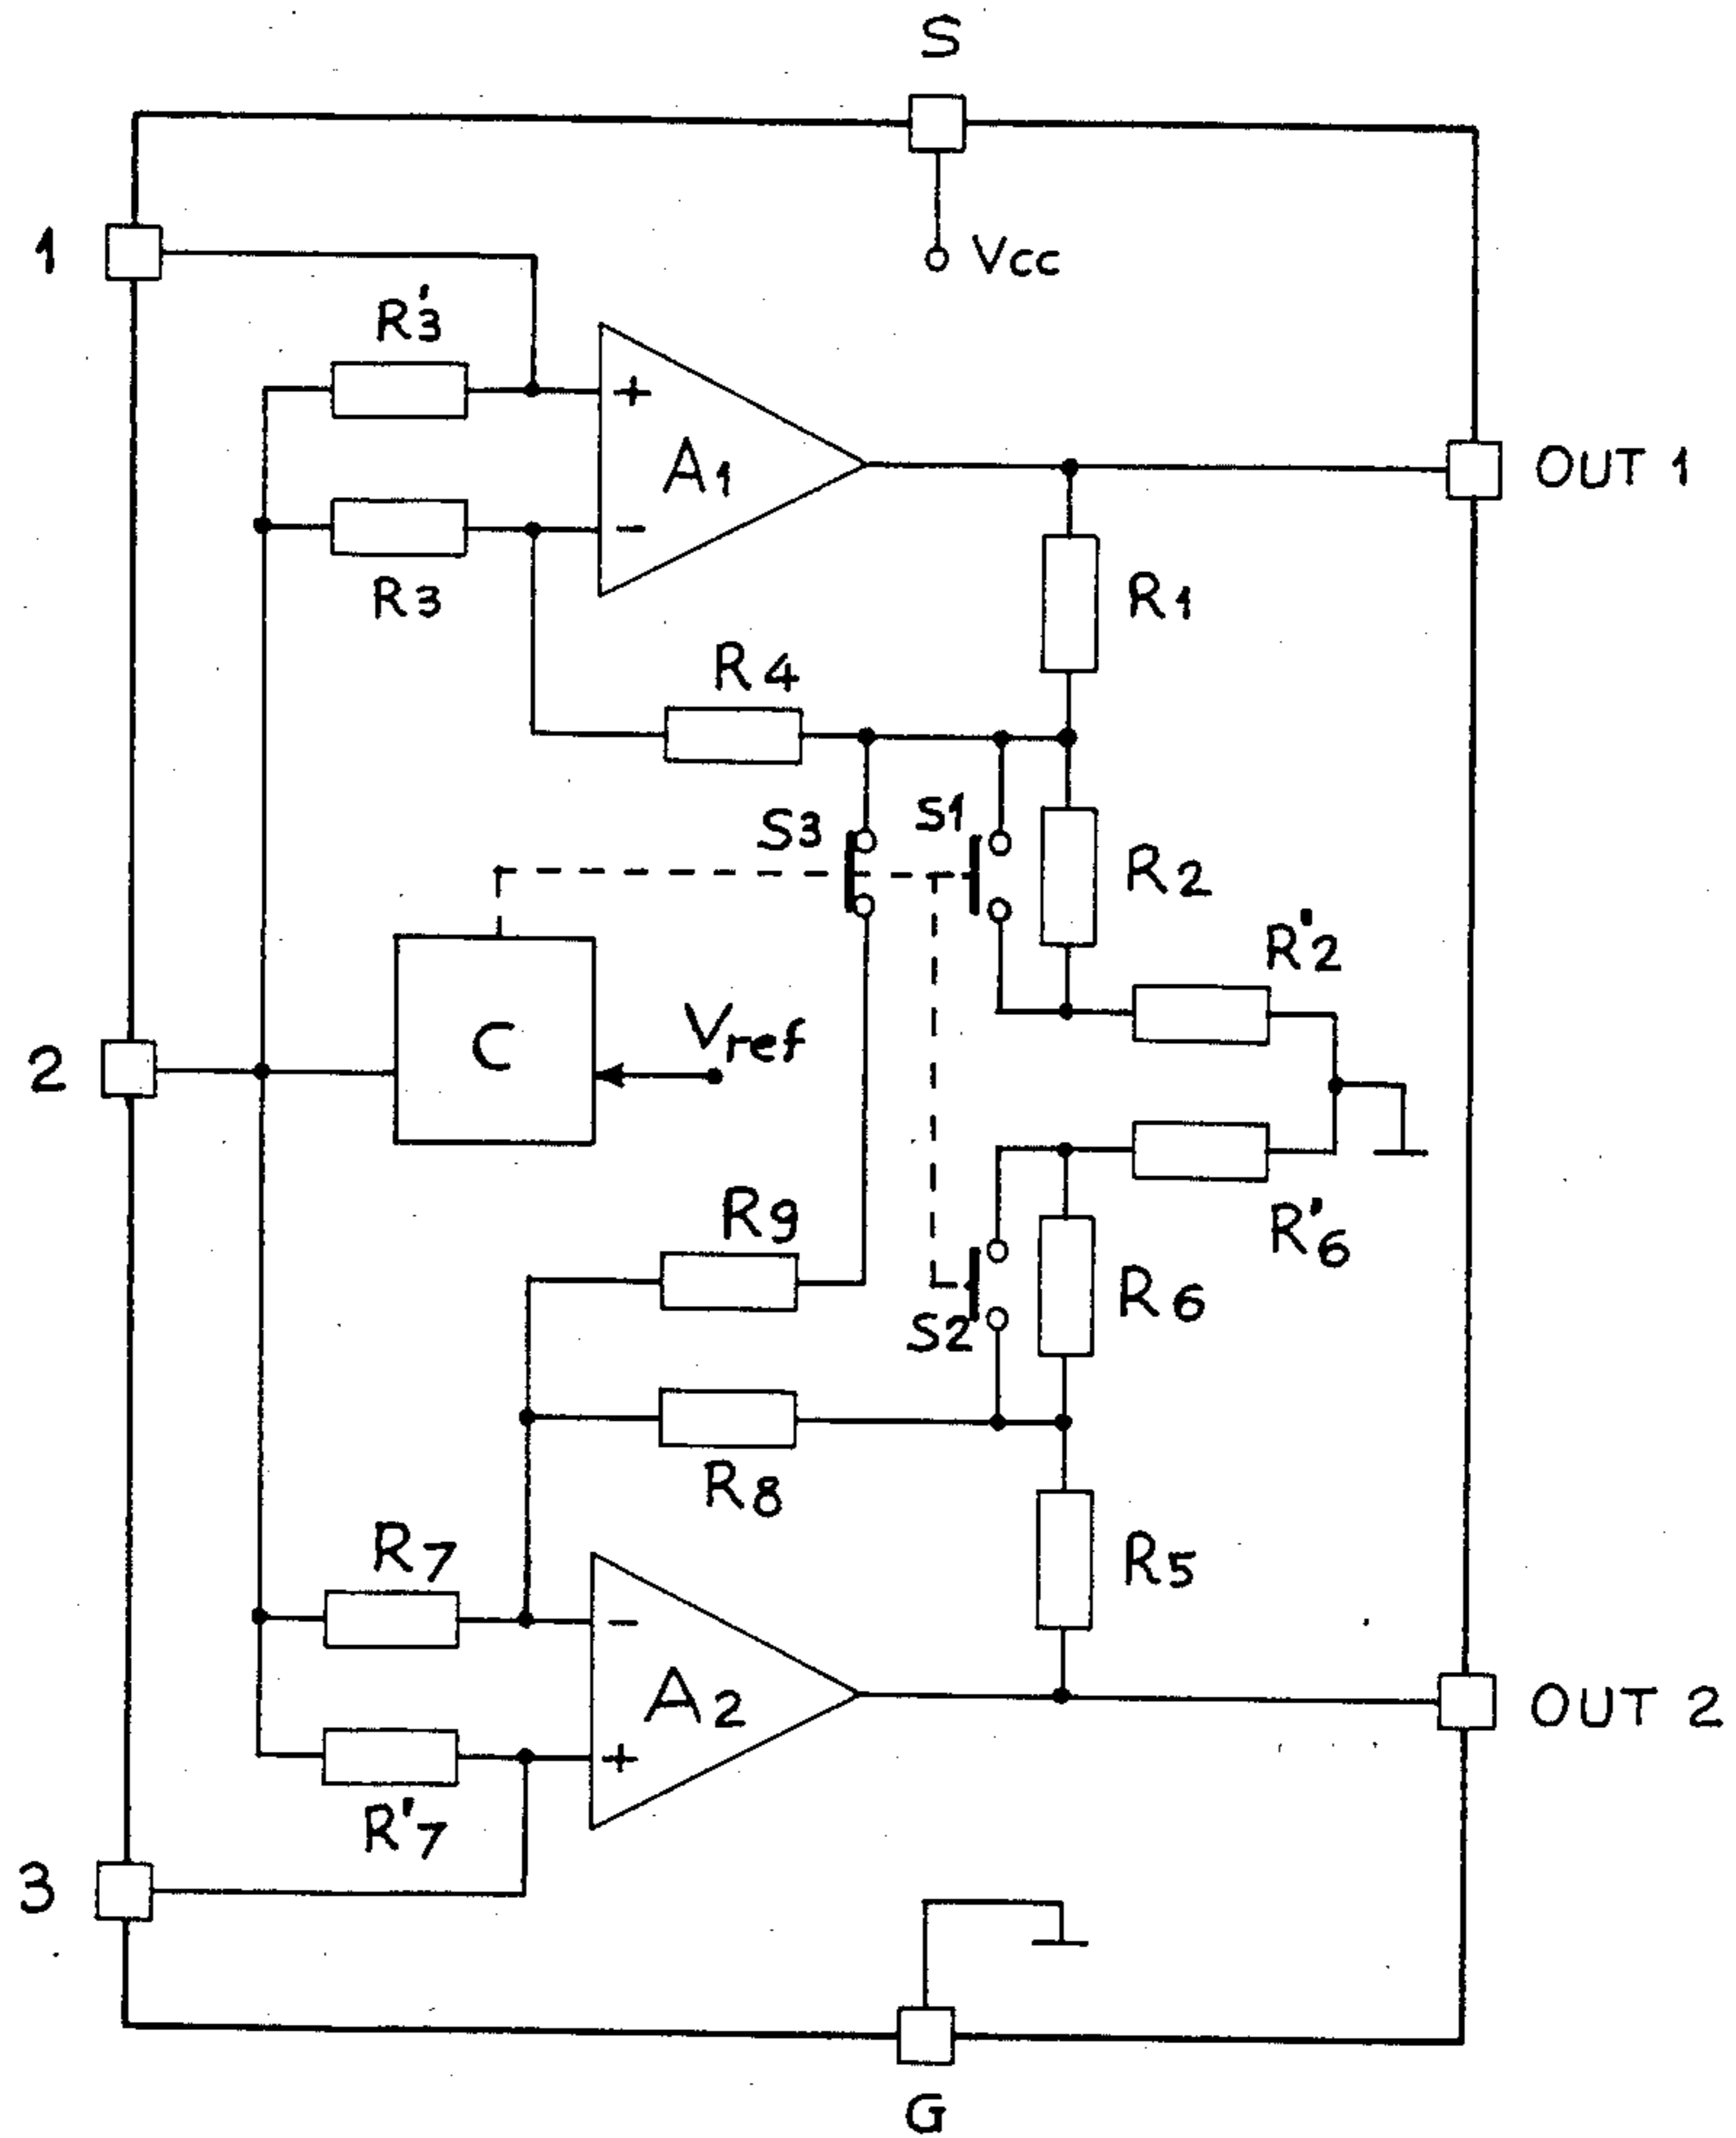 S
1
Vcc
R'3
+
A1
OUT 1
-
R3
R1
R4
S3
S1
R2
R'2
C
Vref
2
R9
R'6
R6
S2
R8
R7
R5
-
A2
OUT 2
+
R'7
3
G